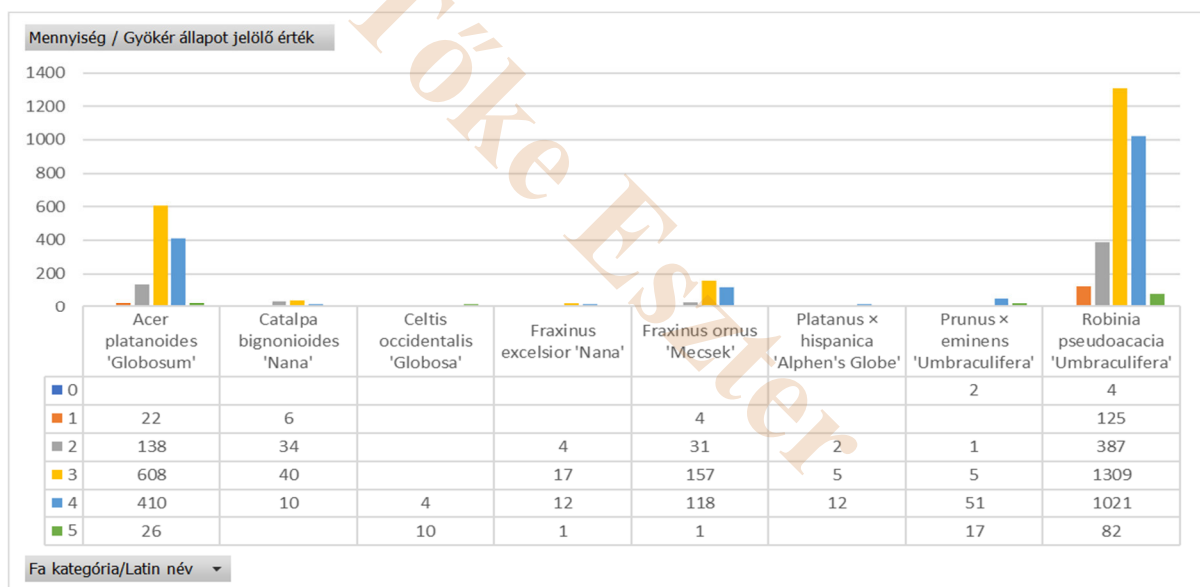 Mennyiség / Gyökér állapot jelölő érték
1400
1200
1000
800
600
400
200
0
Acer
platanoides
'Globosum'
Catalpa
bignonioides
'Nana'
Celtis
occidentalis
'Globosa'
Fraxinus
excelsior 'Nana'
Fraxinus ornus
'Mecsek'
Platanus ×
hispanica
'Alphen's Globe'
Prunus ×
eminens
'Umbraculifera'
Robinia
pseudoacacia
'Umbraculifera'
0 2 4
1 22 6 4 125
2 138 34 4 31 2 1 387
3 608 40 17 157 5 5 1309
4 410 10 4 12 118 12 51 1021
5 26 10 1 1 17 82
Fa kategória/Latin név
Tőke Eszter